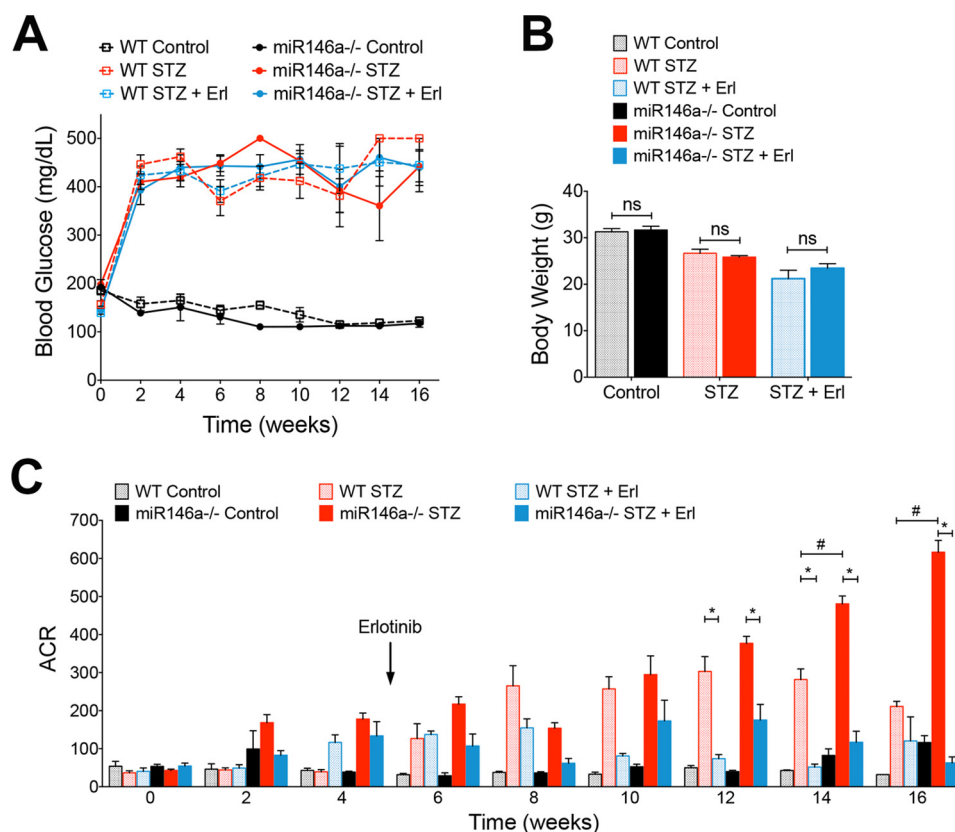 A
WT Control
miR146a-/- Control
WT STZ
miR146a-/- STZ
WT STZ + Erl
miR146a-/- STZ + Erl
Blood Glucose (mg/dL)
500
400
300
200
100
0
0 2 4 6 8 10 12 14 16
Time (weeks)
B
WT Control
WT STZ
WT STZ + Erl
miR146a-/- Control
miR146a-/- STZ
miR146a-/- STZ + Erl
Body Weight (g)
40
30
20
10
0
ns
ns
ns
Control STZ STZ + Erl
C
WT Control WT STZ WT STZ + Erl
miR146a-/- Control miR146a-/- STZ miR146a-/- STZ + Erl
ACR
700
600
500
400
300
200
100
0
Erlotinib
* *
#
* *
#
*
0 2 4 6 8 10 12 14 16
Time (weeks)